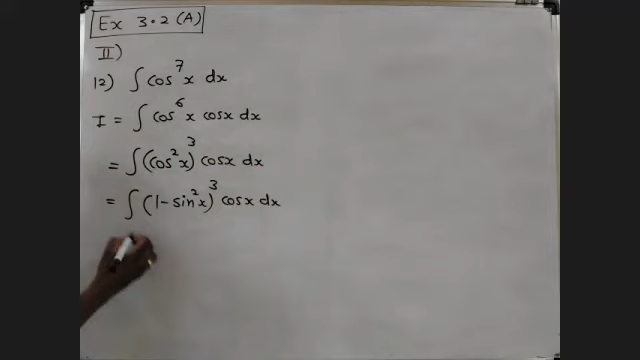 Ex 3.2 (A)
II)
12) ∫ cos⁷x dx
I = ∫ cos⁶x cosx dx
= ∫ (cos²x)³ cosx dx
= ∫ (1-sin²x)³ cosx dx